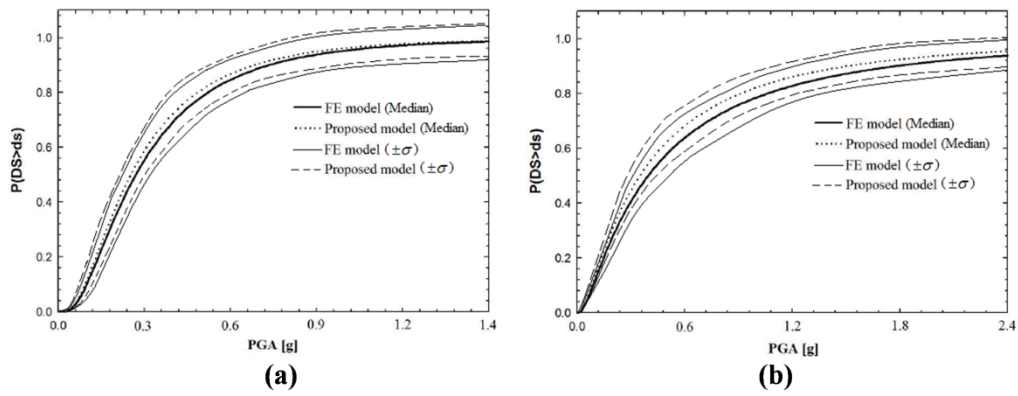 1.0
0.8
0.6
0.4
0.2
0.0
P(DS>ds)
FE model (Median)
Proposed model (Median)
FE model (±σ)
Proposed model (±σ)
0.0 0.3 0.6 0.9 1.2 1.4
PGA [g]
(a)
1.0
0.8
0.6
0.4
0.2
0.0
P(DS>ds)
FE model (Median)
Proposed model (Median)
FE model (±σ)
Proposed model (±σ)
0.0 0.6 1.2 1.8 2.4
PGA [g]
(b)